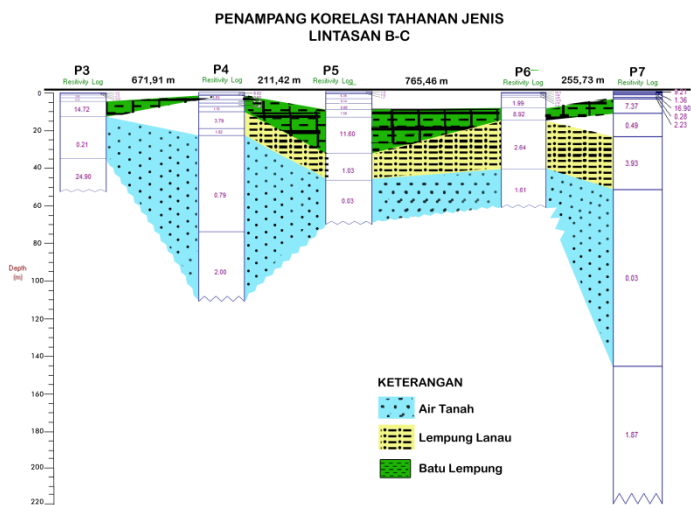 PENAMPANG KORELASI TAHANAN JENIS
LINTASAN B-C
P3
P4
P5
P6
P7
Resitivity Log
671,91 m
Resitivity Log
211,42 m
Resitivity Log
765,46 m
Resitivity Log
255,73 m
Resitivity Log
0
20
40
60
80
100
120
140
160
180
200
220
Depth
(m)
14.72
0.21
24.90
3.79
0.79
2.00
11.60
1.03
0.03
1.99
8.92
2.64
1.61
1.36
16.90
0.28
2.23
7.37
0.49
3.93
0.03
1.87
KETERANGAN
Air Tanah
Lempung Lanau
Batu Lempung